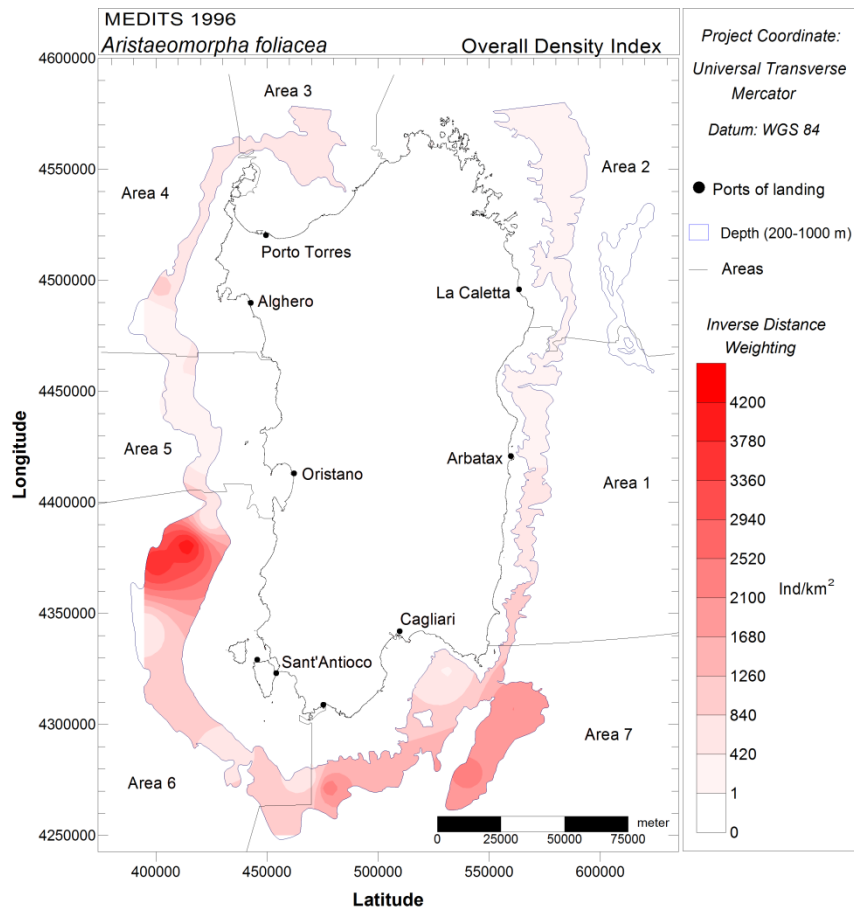 MEDITS 1996
Aristaeomorpha foliacea
Overall Density Index
4600000
4550000
4500000
4450000
4400000
4350000
4300000
4250000
Longitude
400000
450000
500000
550000
600000
Latitude
Area 3
Area 2
Area 4
Porto Torres
La Caletta
Alghero
Area 5
Oristano
Arbatax
Area 1
Cagliari
Sant'Antioco
Area 7
Area 6
meter
0
25000
50000
75000
Project Coordinate:
Universal Transverse
Mercator
Datum: WGS 84
Ports of landing
Depth (200-1000 m)
Areas
Inverse Distance
Weighting
4200
3780
3360
2940
2520
2100
1680
1260
840
420
1
0
Ind/km²